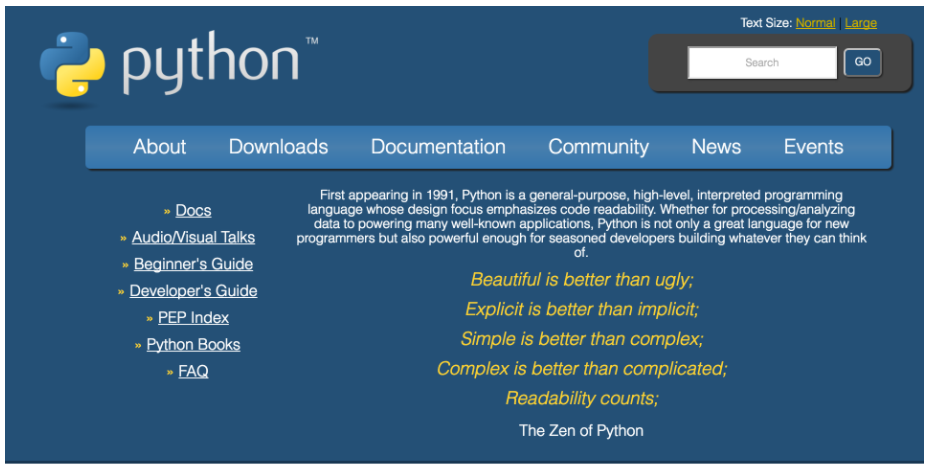 Text Size: Normal | Large
python™
Search
GO
About Downloads Documentation Community News Events
» Docs
» Audio/Visual Talks
» Beginner's Guide
» Developer's Guide
» PEP Index
» Python Books
» FAQ
First appearing in 1991, Python is a general-purpose, high-level, interpreted programming
language whose design focus emphasizes code readability. Whether for processing/analyzing
data to powering many well-known applications, Python is not only a great language for new
programmers but also powerful enough for seasoned developers building whatever they can think
of.
Beautiful is better than ugly;
Explicit is better than implicit;
Simple is better than complex;
Complex is better than complicated;
Readability counts;
The Zen of Python